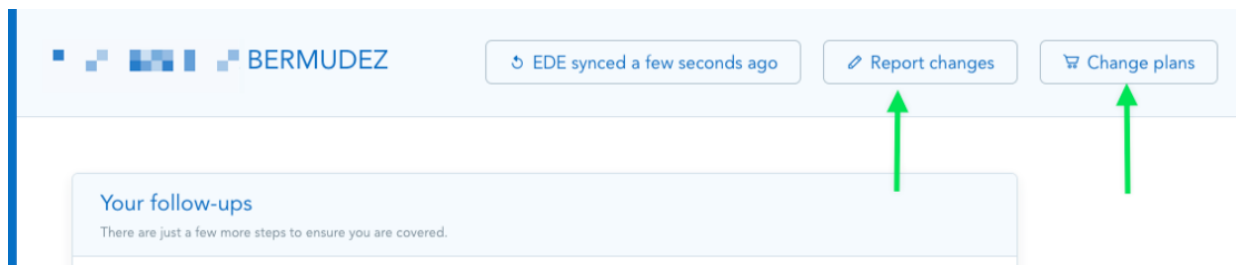 BERMUDEZ
EDE synced a few seconds ago
Report changes
Change plans
Your follow-ups
There are just a few more steps to ensure you are covered.